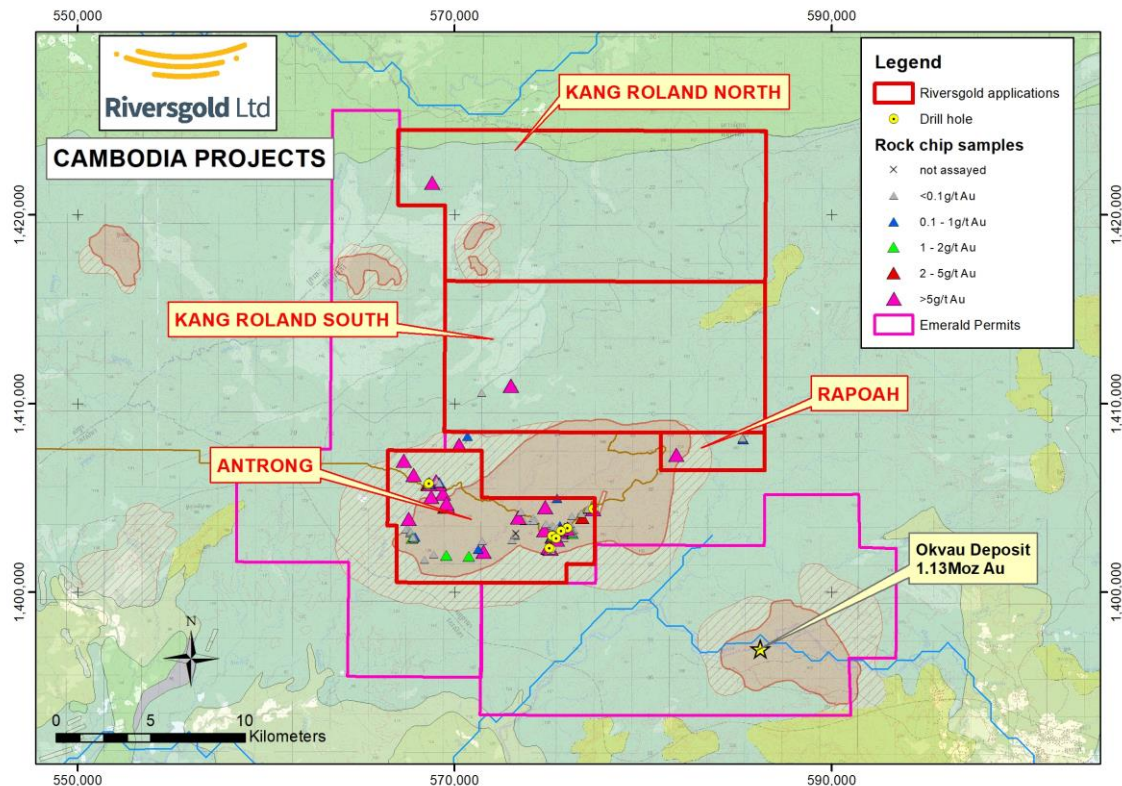 550,000
570,000
590,000
Riversgold Ltd
CAMBODIA PROJECTS
KANG ROLAND NORTH
Legend
Riversgold applications
Drill hole
Rock chip samples
not assayed
<0.1g/t Au
0.1 - 1g/t Au
1 - 2g/t Au
2 - 5g/t Au
>5g/t Au
Emerald Permits
1,420,000
1,420,000
KANG ROLAND SOUTH
1,410,000
1,410,000
RAPOAH
ANTRONG
Okvau Deposit
1.13Moz Au
1,400,000
1,400,000
N
0 5 10
Kilometers
550,000
570,000
590,000